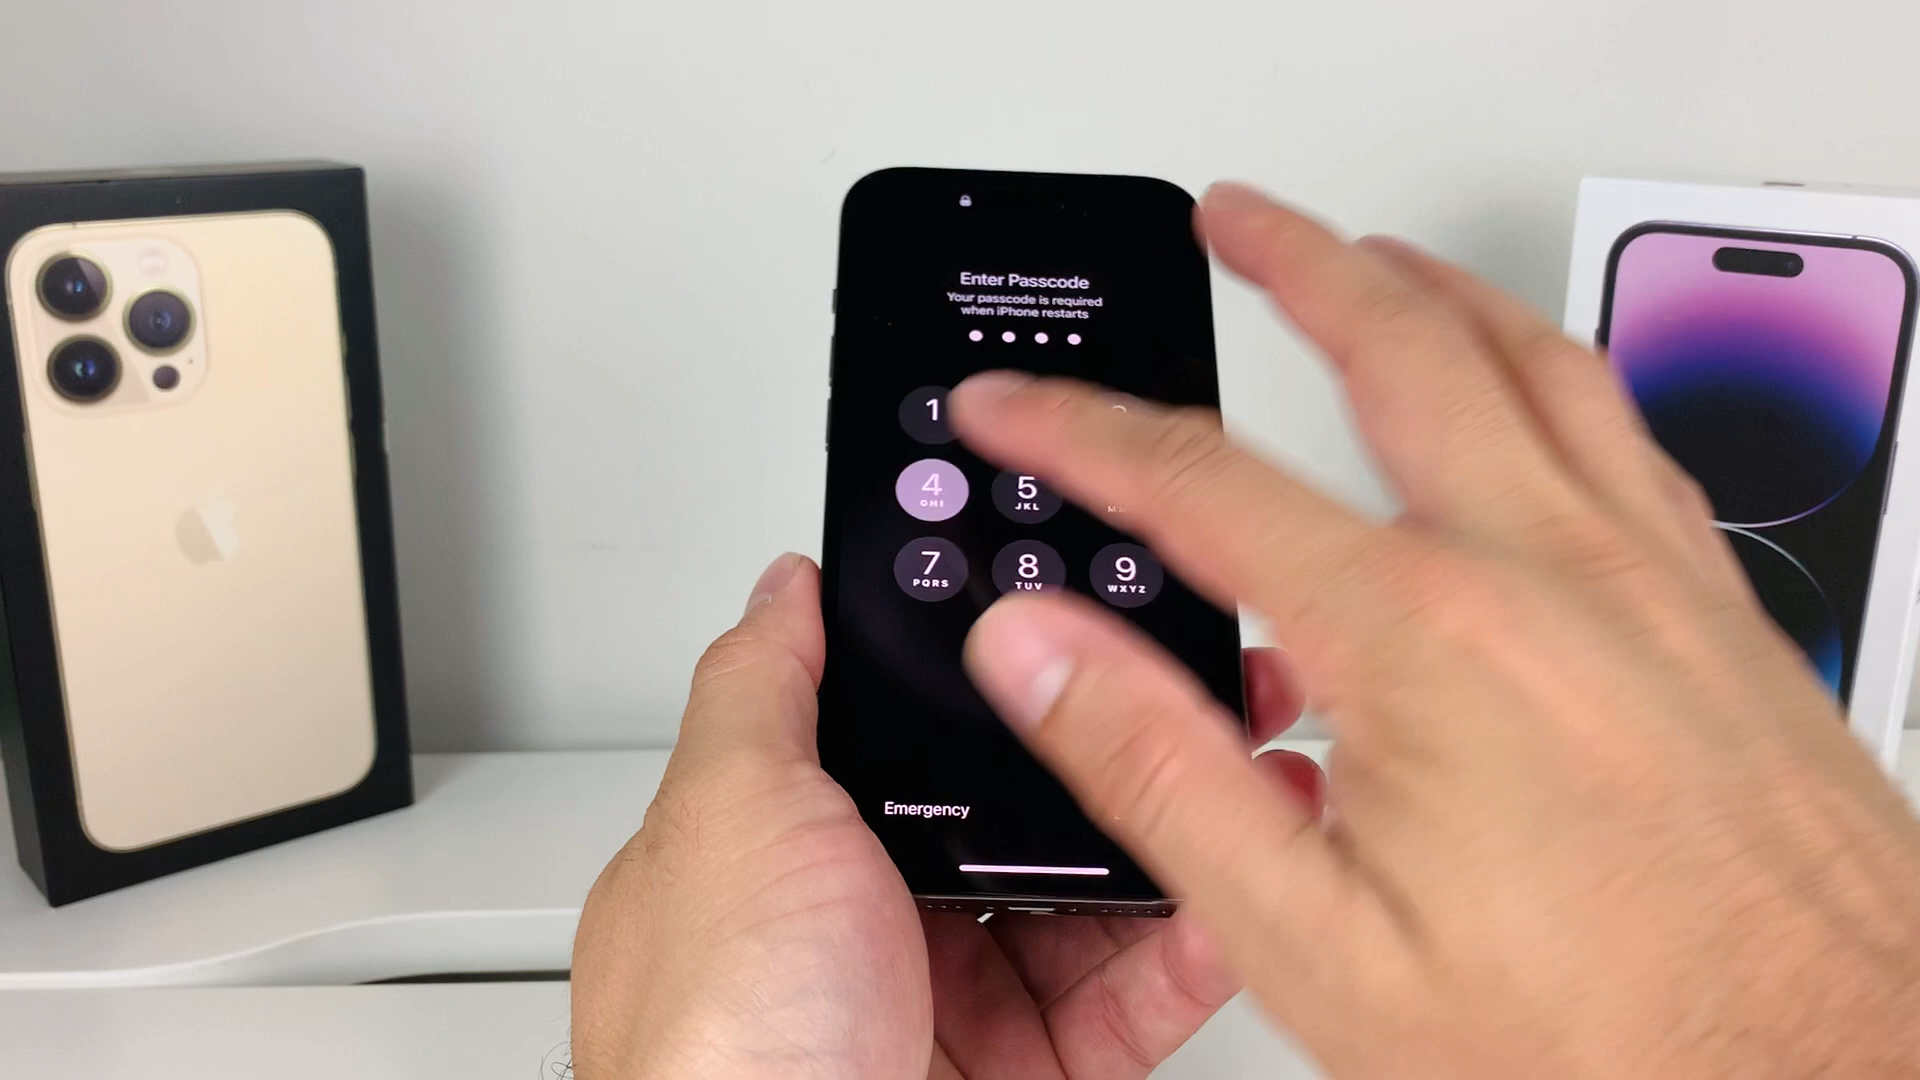 Enter Passcode
Your passcode is required
when iPhone restarts
1
4 5
GHI JKL
7 8 9
PQRS TUV WXYZ
Emergency